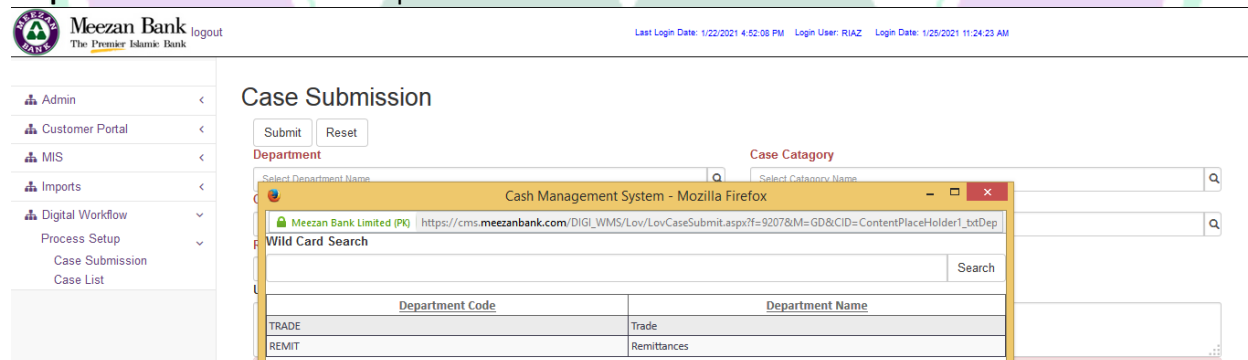 MEEZAN BANK
Meezan Bank logout
The Premier Islamic Bank
Last Login Date: 1/22/2021 4:52:08 PM Login User: RIAZ Login Date: 1/25/2021 11:24:23 AM
Admin
Customer Portal
MIS
Imports
Digital Workflow
Process Setup
Case Submission
Case List
Case Submission
Submit Reset
Department Case Catagory
Select Department Name Select Catagory Name
Cash Management System - Mozilla Firefox
Meezan Bank Limited (PK) https://cms.meezanbank.com/DIGI_WMS/Lov/LovCaseSubmit.aspx?f=9207&M=GD&CID=ContentPlaceHolder1_txtDep
Wild Card Search
Search
Department Code Department Name
TRADE Trade
REMIT Remittances